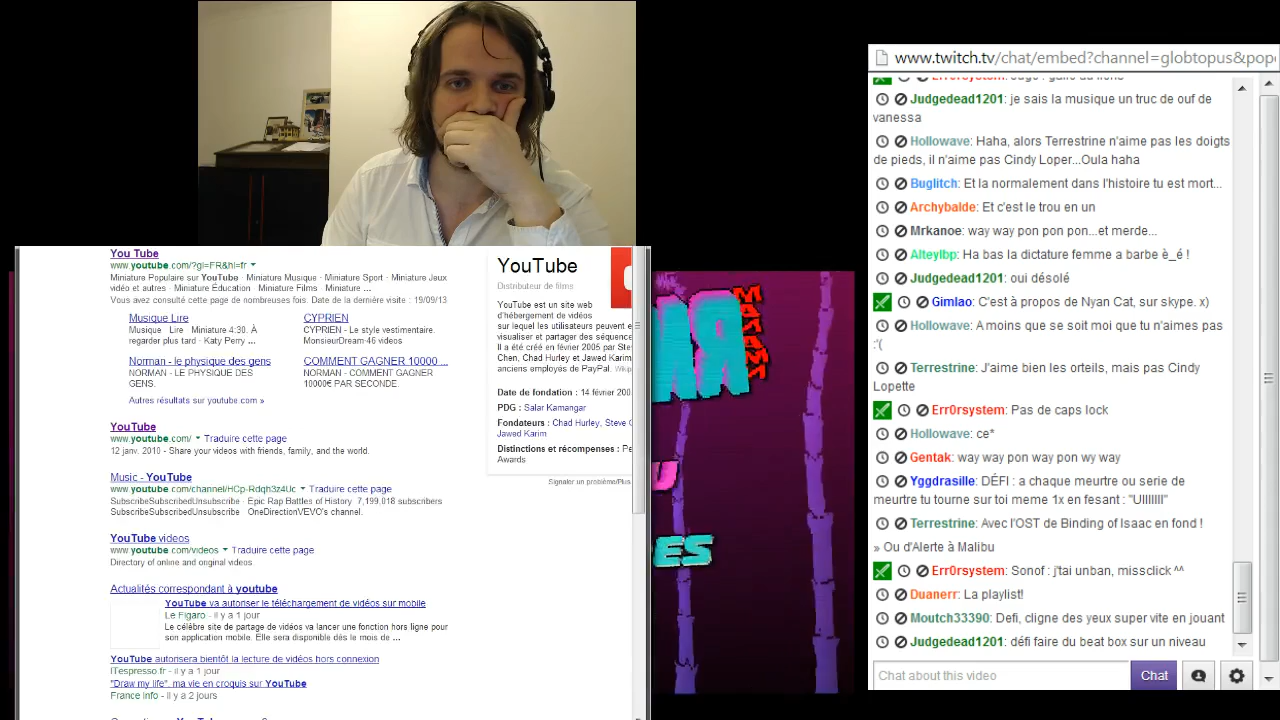 www.twitch.tv/chat/embed?channel=globtopus&pop
Judgedead1201: je sais la musique un truc de ouf de
vanessa
Hollowave: Haha, alors Terrestrine n'aime pas les doigts
de pieds, il n'aime pas Cindy Loper...Oula haha
Buglitch: Et la normalement dans l'histoire tu est mort...
Archybalde: Et c'est le trou en un
Mrkanoe: way way pon pon pon...et merde...
Alteylbp: Ha bas la dictature femme a barbe è_é !
Judgedead1201: oui désolé
Gimlao: C'est à propos de Nyan Cat, sur skype. x)
Hollowave: A moins que se soit moi que tu n'aimes pas
:'(
Terrestrine: J'aime bien les orteils, mais pas Cindy
Lopette
Err0rsystem: Pas de caps lock
Hollowave: ce*
Gentak: way way pon way pon wy way
Yggdrasille: DÉFI : a chaque meurtre ou serie de
meurtre tu tourne sur toi meme 1x en fesant : "UIIIIIII"
Terrestrine: Avec l'OST de Binding of Isaac en fond !
» Ou d'Alerte à Malibu
Err0rsystem: Sonof : j'tai unban, missclick ^^
Duanerr: La playlist!
Moutch33390: Defi, cligne des yeux super vite en jouant
Judgedead1201: défi faire du beat box sur un niveau
Chat about this video
Chat
You Tube
www.youtube.com/?gl=FR&hl=fr
Miniature Populaire sur YouTube · Miniature Musique · Miniature Sport · Miniature Jeux
vidéo et autres · Miniature Éducation · Miniature Films · Miniature ...
Vous avez consulté cette page de nombreuses fois. Date de la dernière visite : 19/09/13
Musique Lire
Musique Lire Miniature 4:30. À
regarder plus tard · Katy Perry ...
CYPRIEN
CYPRIEN - Le style vestimentaire.
MonsieurDream·46 videos.
Norman - le physique des gens
NORMAN - LE PHYSIQUE DES
GENS.
COMMENT GAGNER 10000 ...
NORMAN - COMMENT GAGNER
10000€ PAR SECONDE.
Autres résultats sur youtube.com »
YouTube
www.youtube.com/ Traduire cette page
12 janv. 2010 - Share your videos with friends, family, and the world.
Music - YouTube
www.youtube.com/channel/HCp-Rdqh3z4Uc Traduire cette page
SubscribeSubscribedUnsubscribe Epic Rap Battles of History 7,199,018 subscribers
SubscribeSubscribedUnsubscribe OneDirectionVEVO's channel.
YouTube videos
www.youtube.com/videos Traduire cette page
Directory of online and original videos
Actualités correspondant à youtube
YouTube va autoriser le téléchargement de vidéos sur mobile
Le Figaro - il y a 1 jour
Le célèbre site de partage de vidéos va lancer une fonction hors ligne pour
son application mobile. Elle sera disponible dès le mois de ...
YouTube autorisera bientôt la lecture de vidéos hors connexion
ITespresso.fr - il y a 1 jour
"Draw my life", ma vie en croquis sur YouTube
France Info - il y a 2 jours
YouTube
Distributeur de films
YouTube est un site web
d'hébergement de vidéos
sur lequel les utilisateurs peuvent e
visualiser et partager des séquence
Il a été créé en février 2005 par Stev
Chen, Chad Hurley et Jawed Karim
anciens employés de PayPal. Wikip
Date de fondation : 14 février 200
PDG : Salar Kamangar
Fondateurs : Chad Hurley, Steve C
Jawed Karim
Distinctions et récompenses : Pe
Awards
Signaler un problème/Plus
MIAMI
ES